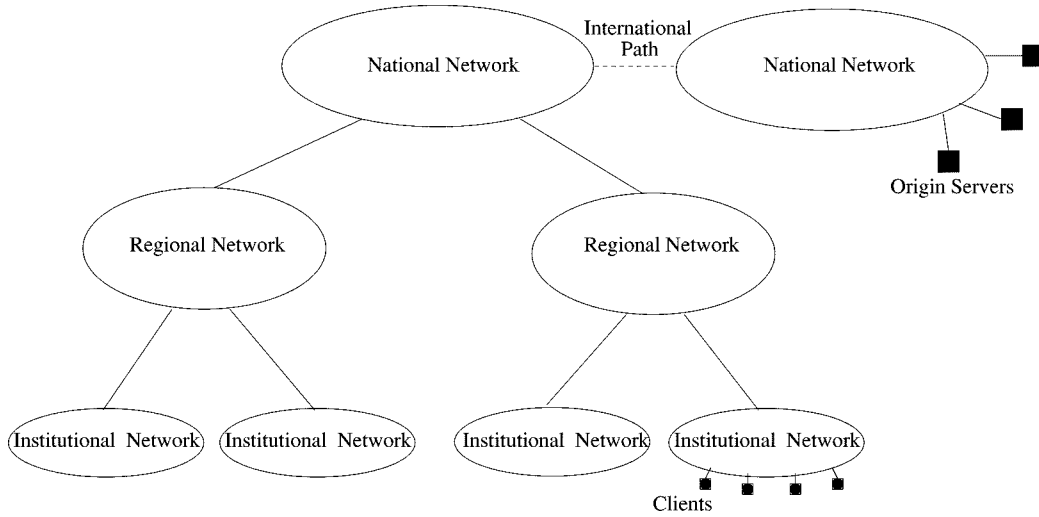 International
Path
National Network
National Network
Origin Servers
Regional Network
Regional Network
Institutional Network
Institutional Network
Institutional Network
Institutional Network
Clients